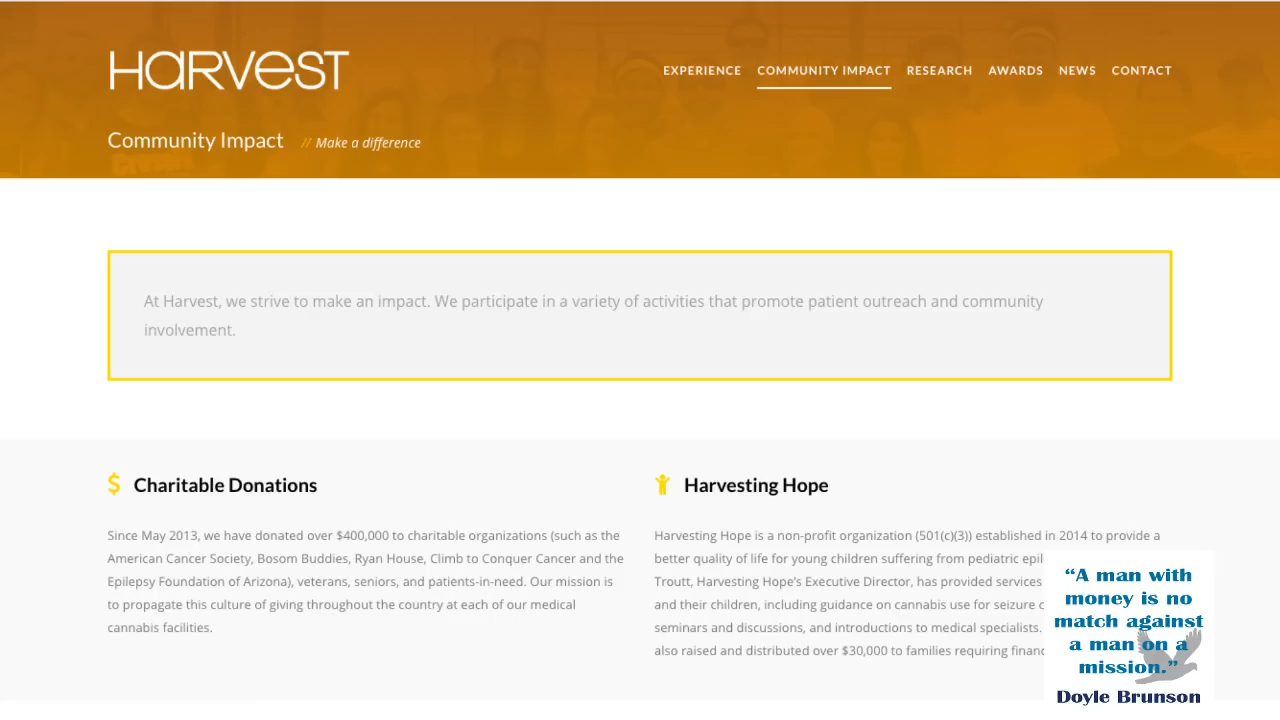 HARVEST
EXPERIENCE COMMUNITY IMPACT RESEARCH AWARDS NEWS CONTACT
Community Impact // Make a difference
At Harvest, we strive to make an impact. We participate in a variety of activities that promote patient outreach and community
involvement.
$ Charitable Donations
Since May 2013, we have donated over $400,000 to charitable organizations (such as the
American Cancer Society, Bosom Buddies, Ryan House, Climb to Conquer Cancer and the
Epilepsy Foundation of Arizona), veterans, seniors, and patients-in-need. Our mission is
to propagate this culture of giving throughout the country at each of our medical
cannabis facilities.
Harvesting Hope
Harvesting Hope is a non-profit organization (501(c)(3)) established in 2014 to provide a
better quality of life for young children suffering from pediatric
Troutt, Harvesting Hope's Executive Director, has provided services
and their children, including guidance on cannabis use for seizure
seminars and discussions, and introductions to medical specialists.
also raised and distributed over $30,000 to families requiring
“A man with
money is no
match against
a man on a
mission.”
Doyle Brunson